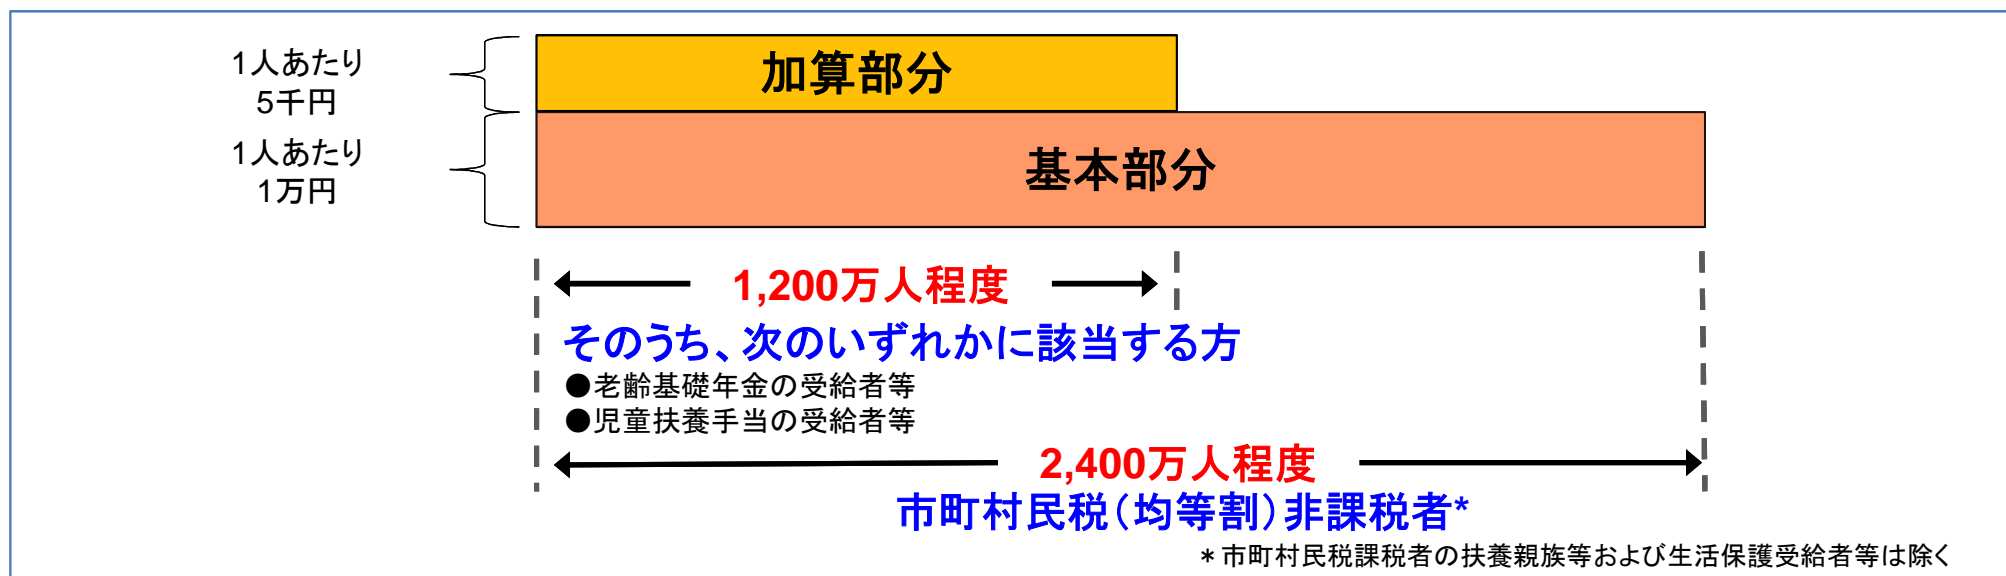 1人あたり
5千円
加算部分
1人あたり
1万円
基本部分
1,200万人程度
そのうち、次のいずれかに該当する方
●老齢基礎年金の受給者等
●児童扶養手当の受給者等
2,400万人程度
市町村民税(均等割)非課税者*
*市町村民税課税者の扶養親族等および生活保護受給者等は除く